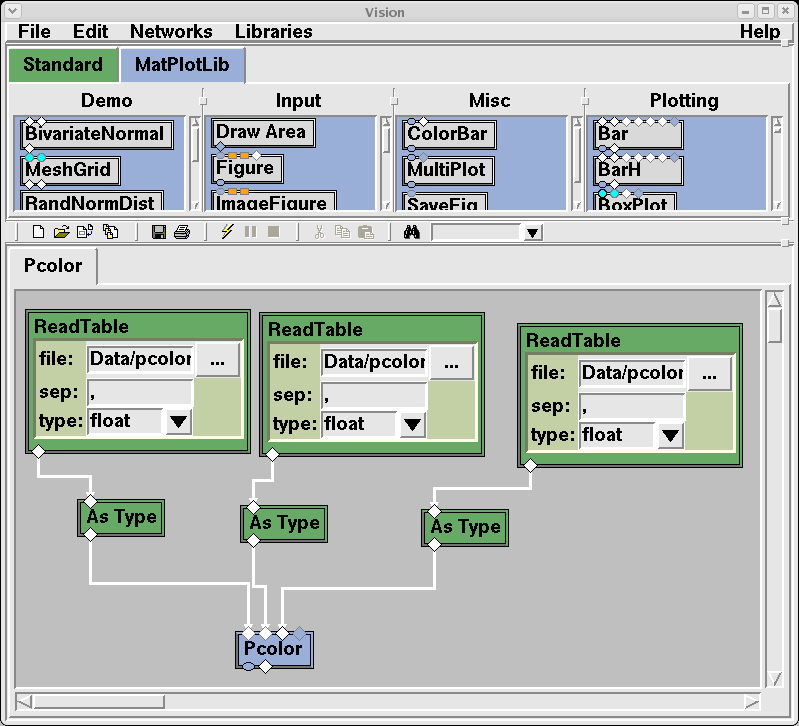 Vision
File Edit Networks Libraries Help
Standard MatPlotLib
Demo Input Misc Plotting
BivariateNormal Draw Area ColorBar Bar
MeshGrid Figure MultiPlot BarH
RandNormDist ImageFigure SaveFig BoxPlot
Pcolor
ReadTable ReadTable ReadTable
file: Data/pcolor ... file: Data/pcolor ... file: Data/pcolor ...
sep: , sep: , sep: ,
type: float type: float type: float
As Type As Type As Type
Pcolor